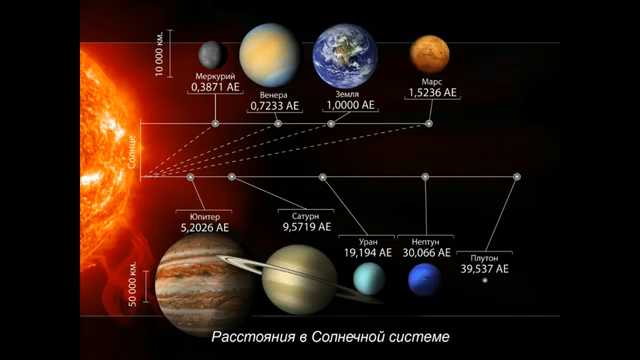 10 000 км.
Меркурий
0,3871 АЕ
Венера
0,7233 АЕ
Земля
1,0000 АЕ
Марс
1,5236 АЕ
Солнце
Юпитер
5,2026 АЕ
Сатурн
9,5719 АЕ
Уран
19,194 АЕ
Нептун
30,066 АЕ
Плутон
39,537 АЕ
50 000 км.
Расстояния в Солнечной системе